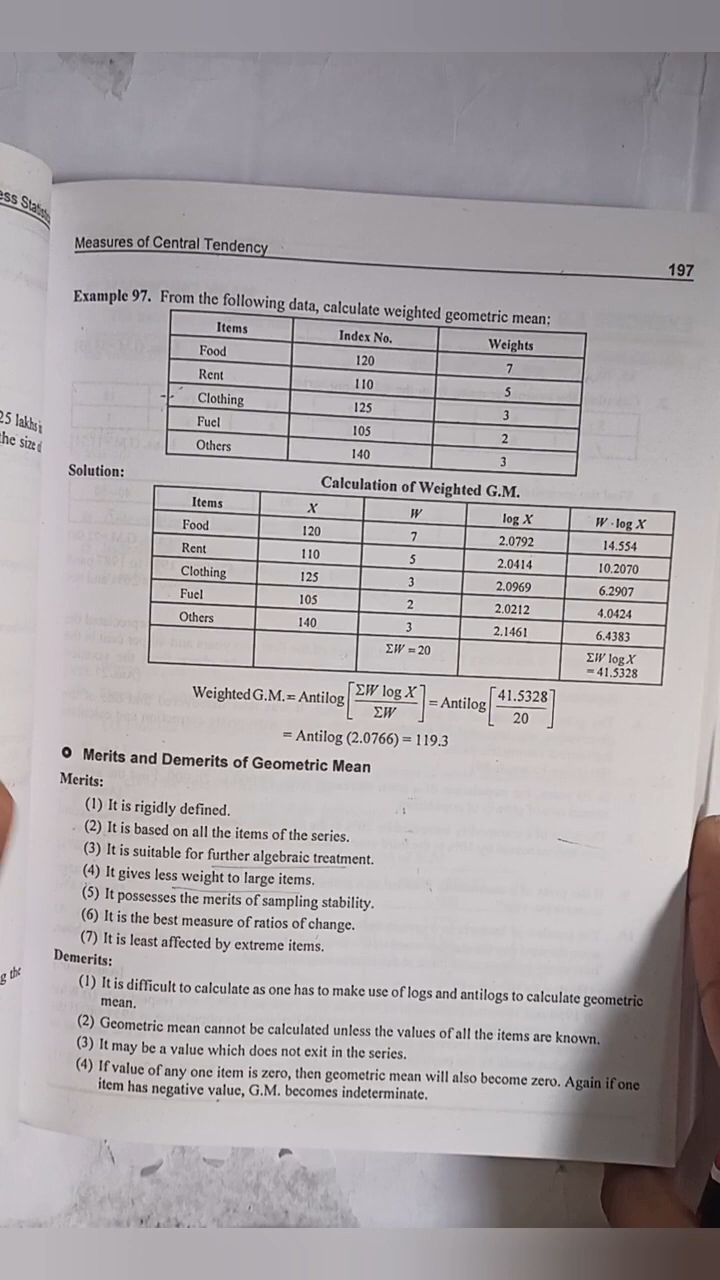 ess Statist
Measures of Central Tendency
197
Example 97. From the following data, calculate weighted geometric mean:
Items Index No. Weights
Food 120 7
Rent 110 5
Clothing 125 3
Fuel 105 2
Others 140 3
25 lakhs i
the size
Solution:
Calculation of Weighted G.M.
Items X W log X W · log X
Food 120 7 2.0792 14.554
Rent 110 5 2.0414 10.2070
Clothing 125 3 2.0969 6.2907
Fuel 105 2 2.0212 4.0424
Others 140 3 2.1461 6.4383
ΣW = 20 ΣW log X
= 41.5328
Weighted G.M. = Antilog [ΣW log X / ΣW] = Antilog [41.5328 / 20]
= Antilog (2.0766) = 119.3
Merits and Demerits of Geometric Mean
Merits:
(1) It is rigidly defined.
(2) It is based on all the items of the series.
(3) It is suitable for further algebraic treatment.
(4) It gives less weight to large items.
(5) It possesses the merits of sampling stability.
(6) It is the best measure of ratios of change.
(7) It is least affected by extreme items.
g the
Demerits:
(1) It is difficult to calculate as one has to make use of logs and antilogs to calculate geometric
mean.
(2) Geometric mean cannot be calculated unless the values of all the items are known.
(3) It may be a value which does not exit in the series.
(4) If value of any one item is zero, then geometric mean will also become zero. Again if one
item has negative value, G.M. becomes indeterminate.